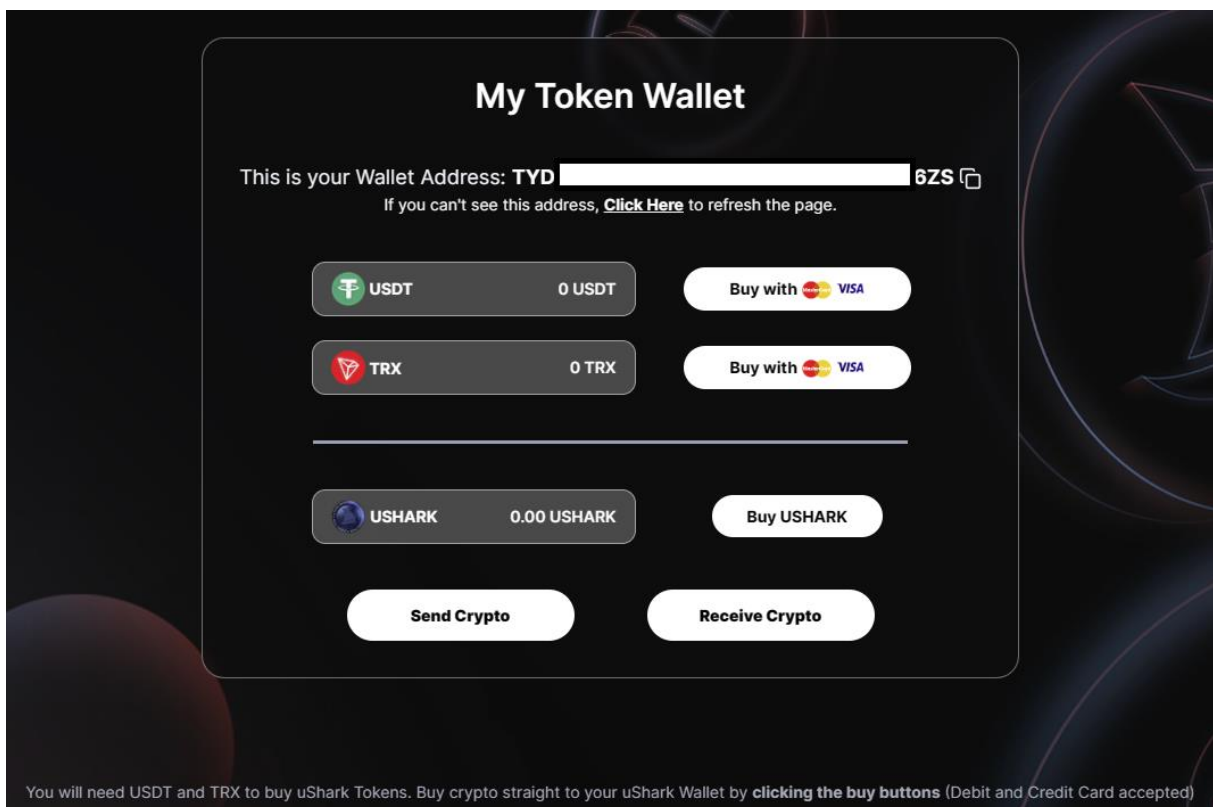 My Token Wallet
This is your Wallet Address: TYD 6ZS
If you can't see this address, Click Here to refresh the page.
USDT 0 USDT Buy with MasterCard VISA
TRX 0 TRX Buy with MasterCard VISA
USHARK 0.00 USHARK Buy USHARK
Send Crypto Receive Crypto
You will need USDT and TRX to buy uShark Tokens. Buy crypto straight to your uShark Wallet by clicking the buy buttons (Debit and Credit Card accepted)